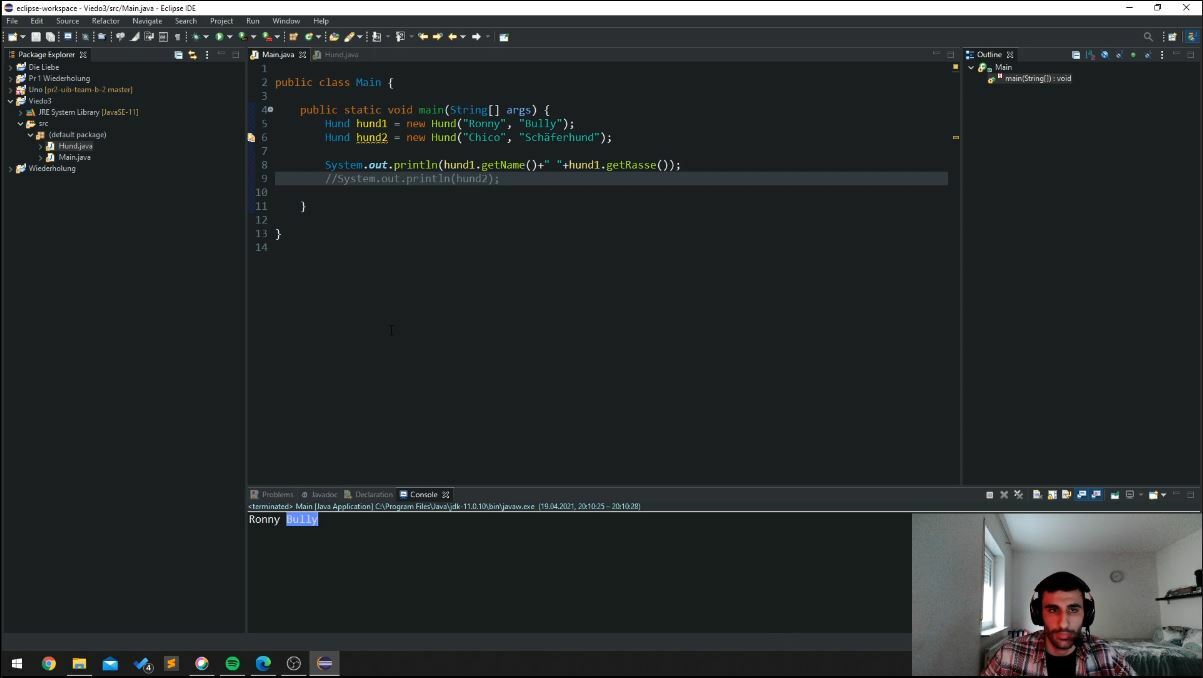 eclipse-workspace - Viedo3/src/Main.java - Eclipse IDE
File Edit Source Refactor Navigate Search Project Run Window Help
Package Explorer
Die Liebe
Pr 1 Wiederholung
Uno [pr2-uib-team-b-2 master]
Viedo3
JRE System Library [JavaSE-11]
src
(default package)
Hund.java
Main.java
Wiederholung
Main.java Hund.java
1
2 public class Main {
3
4 public static void main(String[] args) {
5 Hund hund1 = new Hund("Ronny", "Bully");
6 Hund hund2 = new Hund("Chico", "Schäferhund");
7
8 System.out.println(hund1.getName()+" "+hund1.getRasse());
9 //System.out.println(hund2);
10
11 }
12
13 }
14
Outline
Main
main(String[]) : void
Problems Javadoc Declaration Console
<terminated> Main [Java Application] C:\Program Files\Java\jdk-11.0.10\bin\javaw.exe (19.04.2021, 20:10:25 – 20:10:28)
Ronny Bully
4